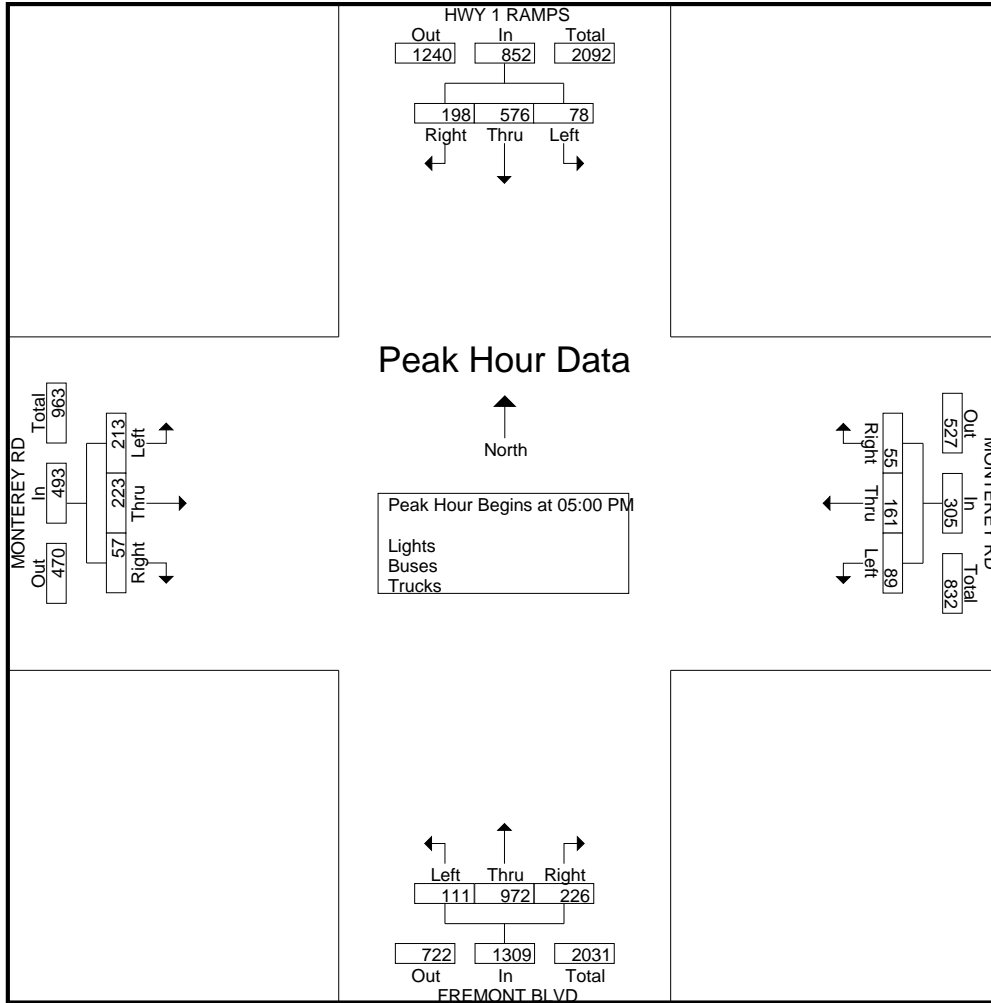 HWY 1 RAMPS
Out In Total
1240 852 2092
198 576 78
Right Thru Left
Peak Hour Data
North
Peak Hour Begins at 05:00 PM
Lights
Buses
Trucks
MONTEREY RD
Out In Total
470 493 963
213 223 57
Left Thru Right
MONTEREY RD
Out In Total
527 305 832
55 161 89
Right Thru Left
Left Thru Right
111 972 226
722 1309 2031
Out In Total
FREMONT BLVD